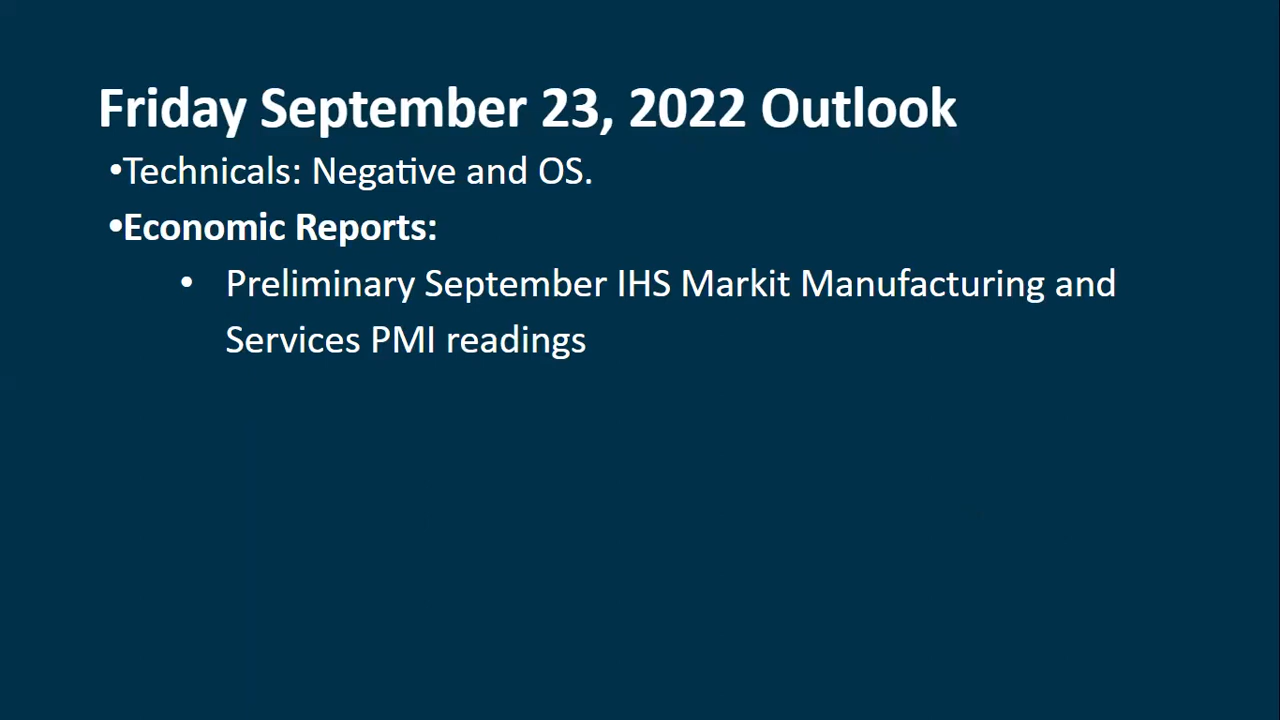 Friday September 23, 2022 Outlook
•Technicals: Negative and OS.
•Economic Reports:
• Preliminary September IHS Markit Manufacturing and
Services PMI readings